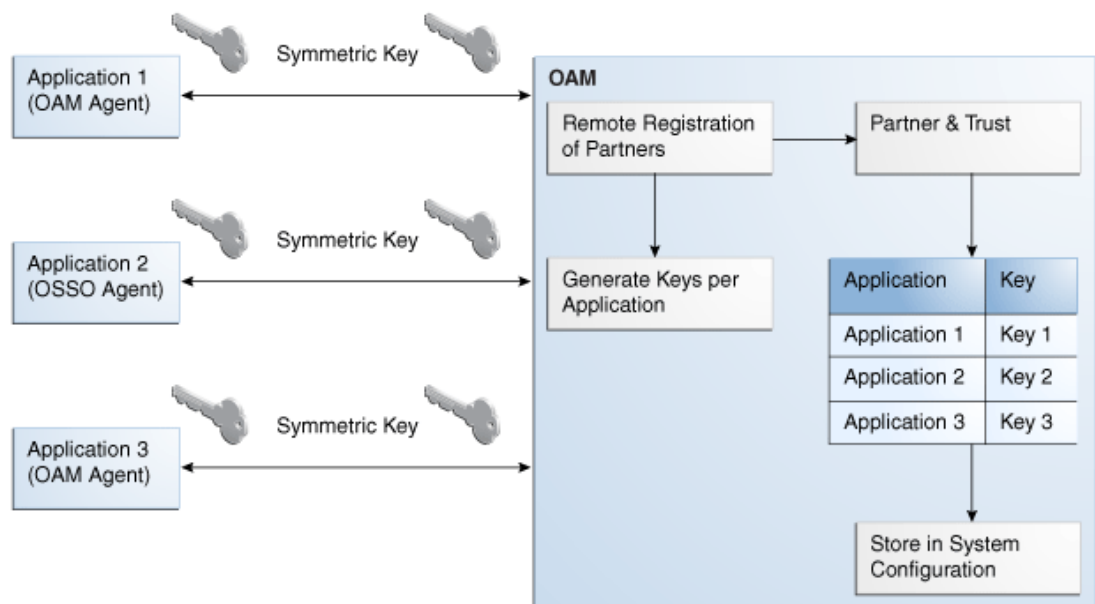 Application 1
(OAM Agent)
Symmetric Key
Application 2
(OSSO Agent)
Symmetric Key
Application 3
(OAM Agent)
Symmetric Key
OAM
Remote Registration
of Partners
Partner & Trust
Generate Keys per
Application
Application Key
Application 1 Key 1
Application 2 Key 2
Application 3 Key 3
Store in System
Configuration